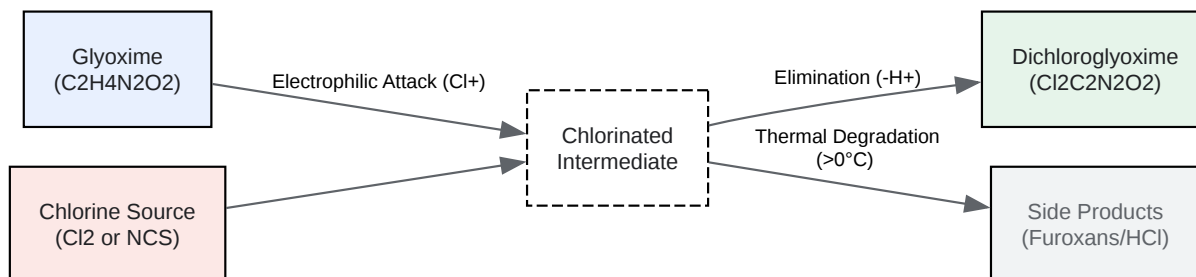 Glyoxime
(C2H4N2O2)
Electrophilic Attack (Cl+)
Chlorine Source
(Cl2 or NCS)
Chlorinated
Intermediate
Elimination (-H+)
Thermal Degradation
(>0°C)
Dichloroglyoxime
(Cl2C2N2O2)
Side Products
(Furoxans/HCl)